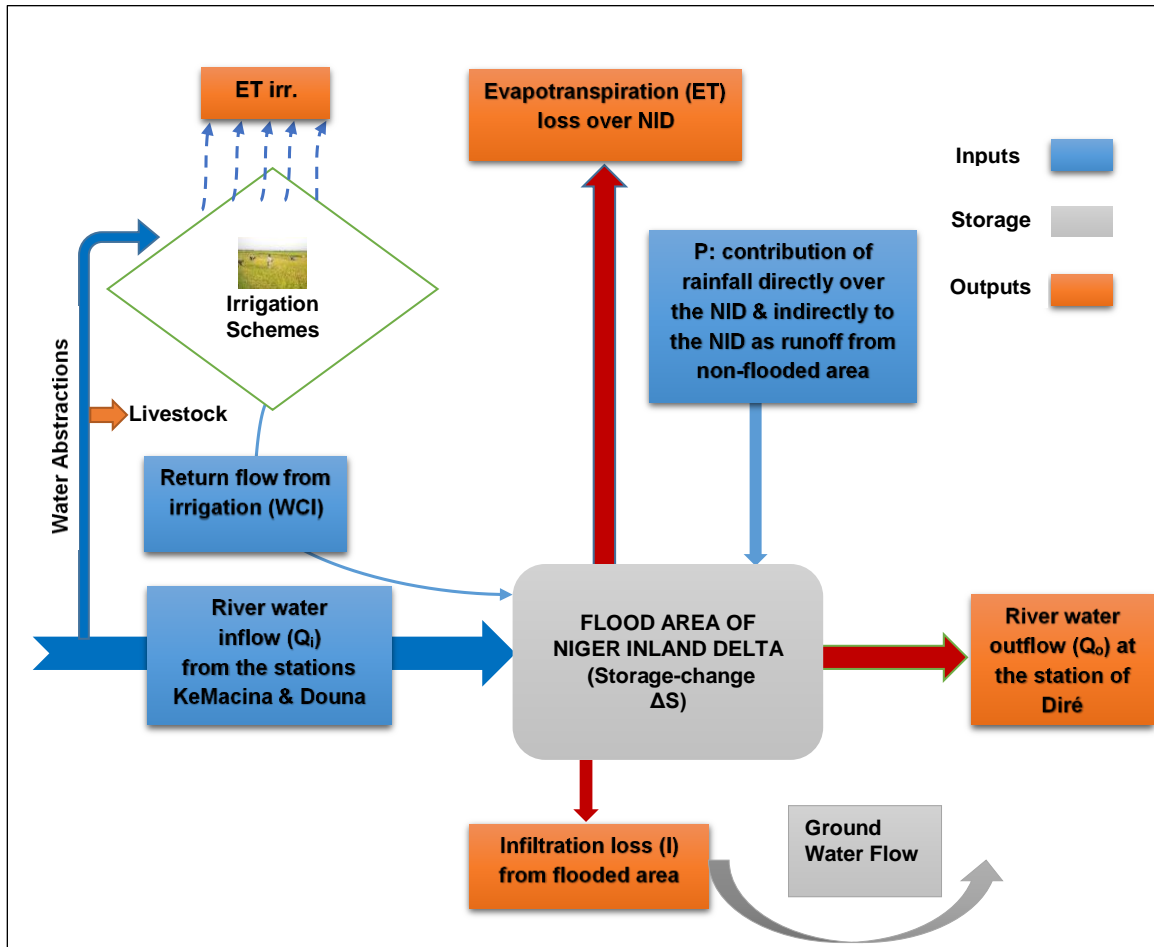 ET irr.
Evapotranspiration (ET)
loss over NID
Inputs
Storage
Outputs
P: contribution of
rainfall directly over
the NID & indirectly to
the NID as runoff from
non-flooded area
Irrigation
Schemes
Water Abstractions
Livestock
Return flow from
irrigation (WCI)
River water
inflow (Qᵢ)
from the stations
KeMacina & Douna
FLOOD AREA OF
NIGER INLAND DELTA
(Storage-change
ΔS)
River water
outflow (Qₒ) at
the station of
Diré
Infiltration loss (I)
from flooded area
Ground
Water Flow